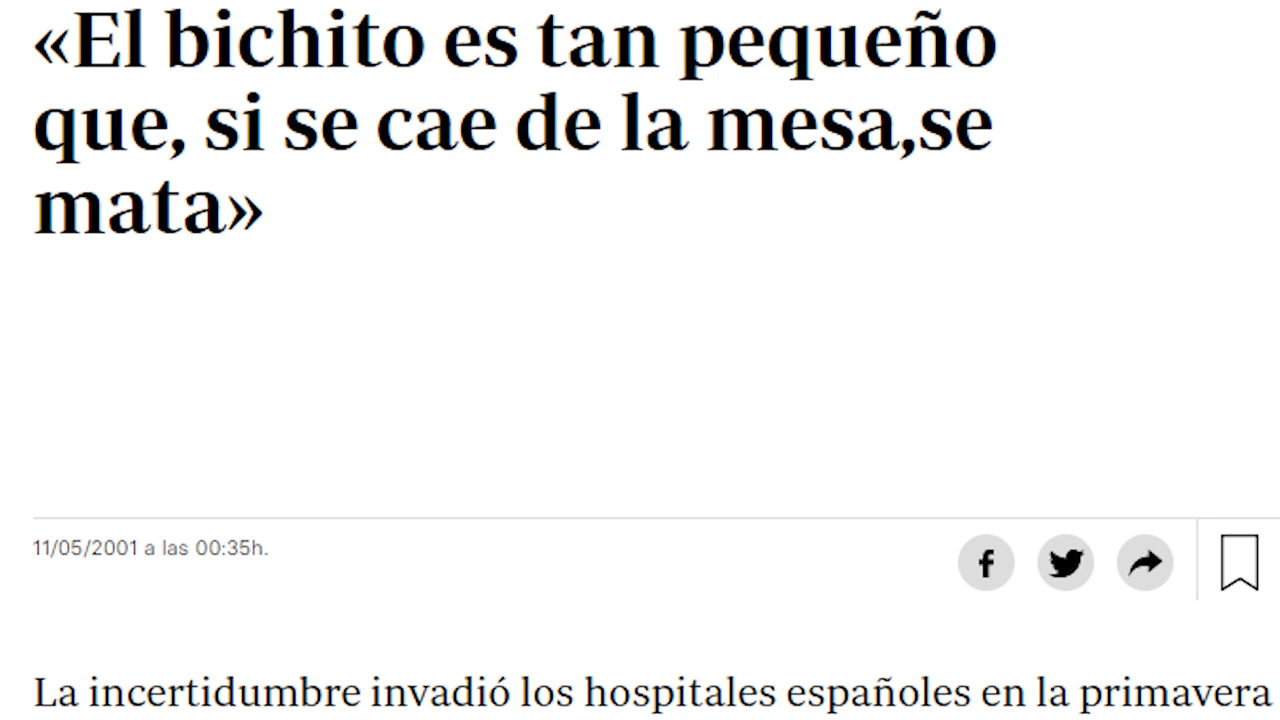 «El bichito es tan pequeño
que, si se cae de la mesa,se
mata»
11/05/2001 a las 00:35h.
La incertidumbre invadió los hospitales españoles en la primavera